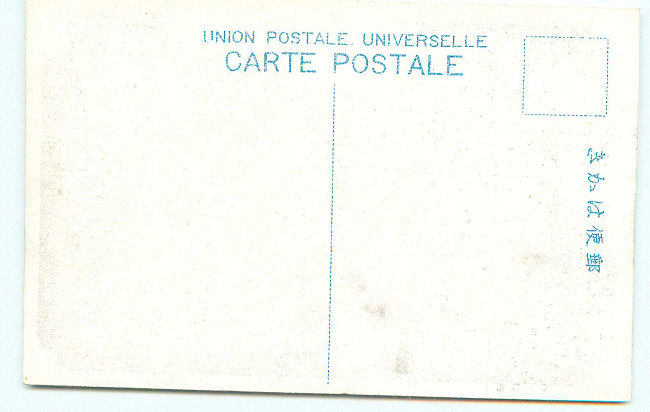 UNION POSTALE UNIVERSELLE
CARTE POSTALE
郵便はかき